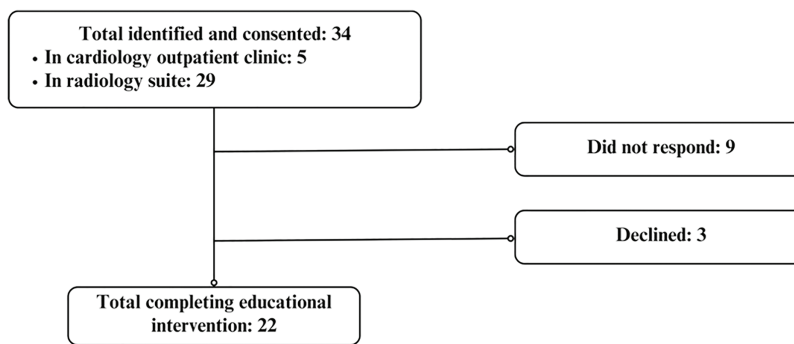 Total identified and consented: 34
• In cardiology outpatient clinic: 5
• In radiology suite: 29
Did not respond: 9
Declined: 3
Total completing educational
intervention: 22